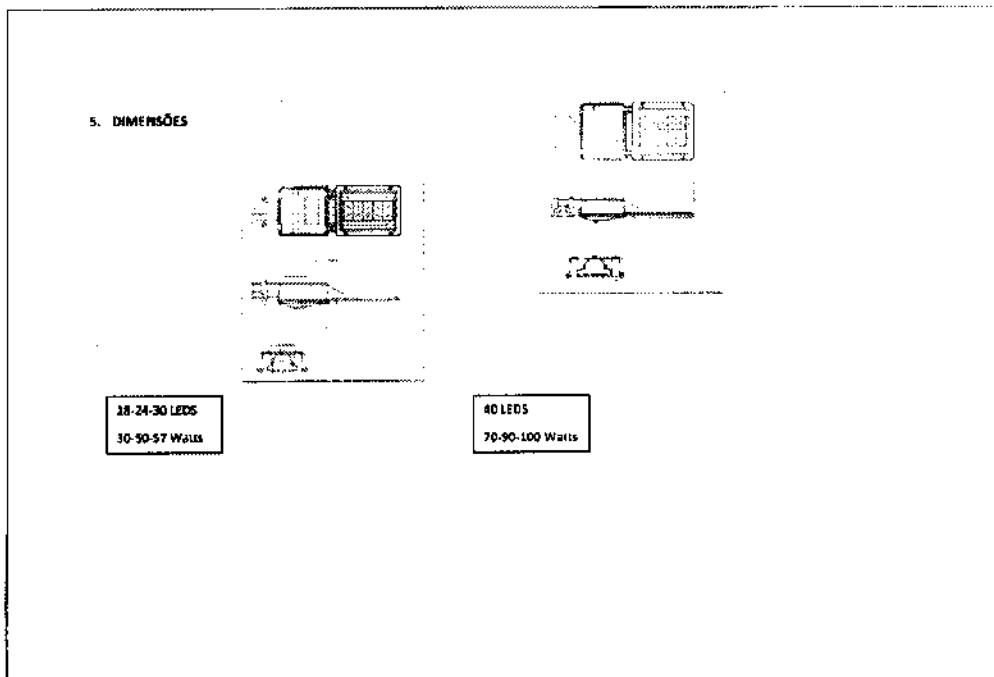 5. DIMENSÕES
18-24-30 LEDS
30-50-57 Watts
40 LEDS
70-90-100 Watts